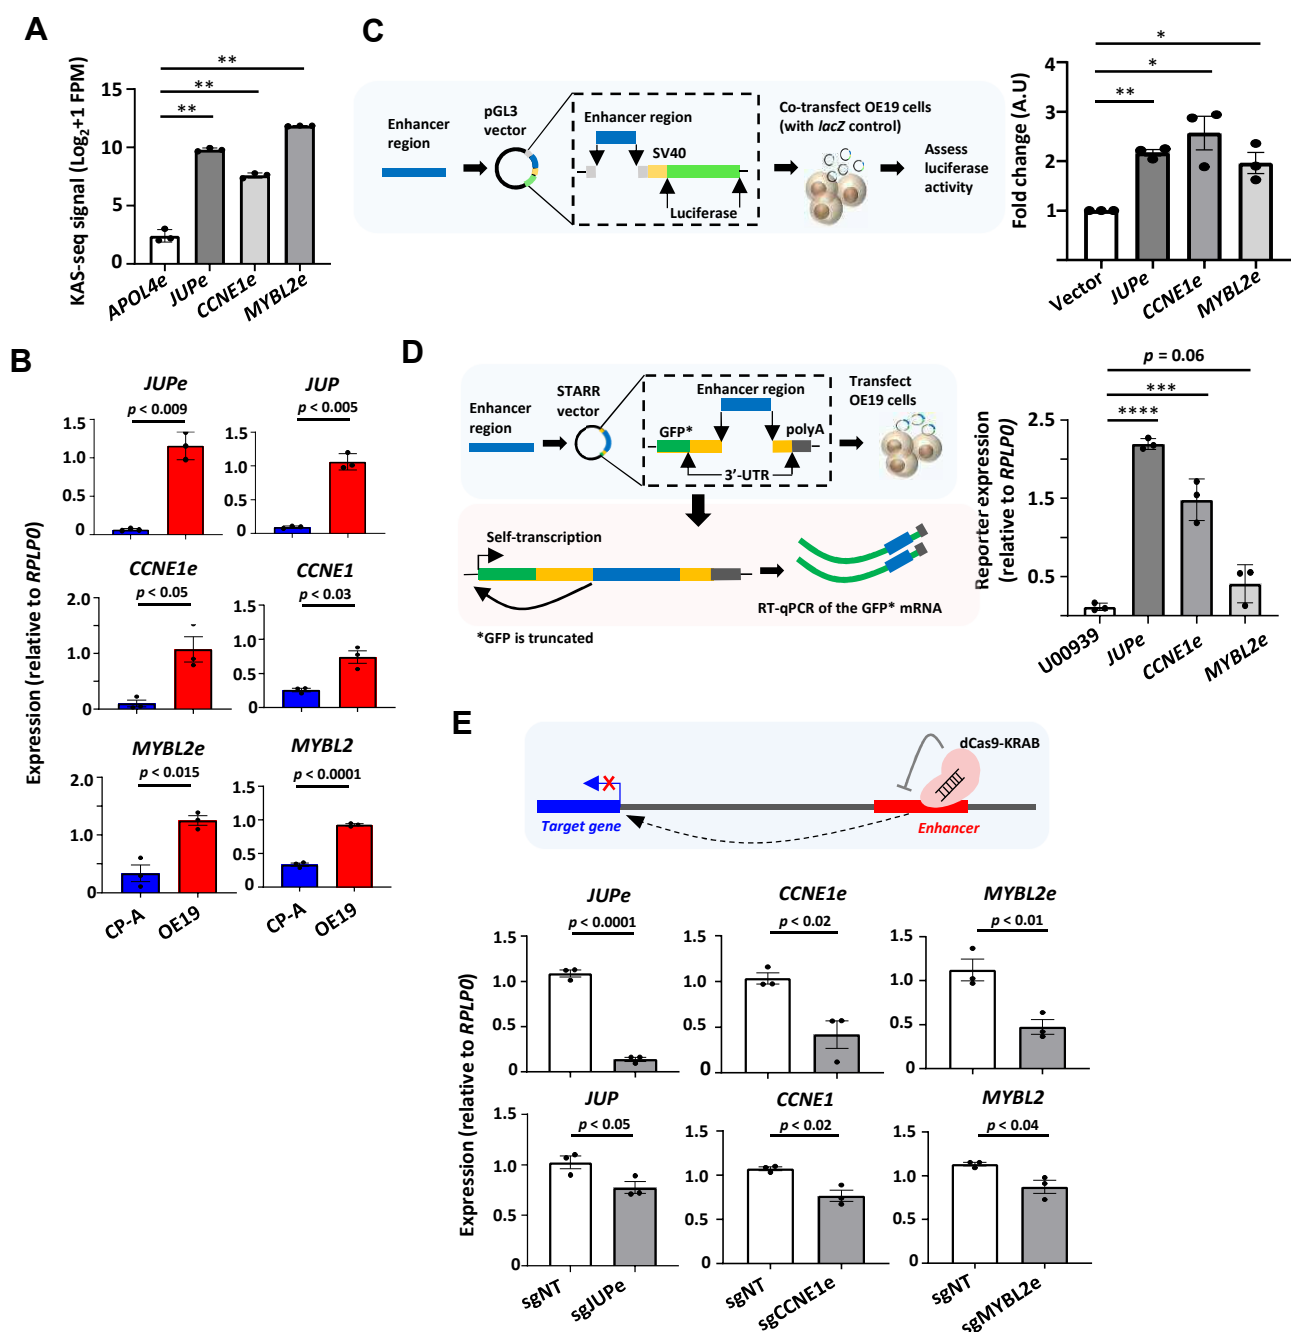 A
KAS-seq signal (Log2+1 FPM)
15
10
5
0
**
**
**
APOL4e
JUPe
CCNE1e
MYBL2e
C
Enhancer
region
pGL3
vector
Enhancer region
SV40
Luciferase
Co-transfect OE19 cells
(with lacZ control)
Assess
luciferase
activity
Fold change (A.U)
4
3
2
1
*
*
**
Vector
JUPe
CCNE1e
MYBL2e
B
Expression (relative to RPLP0)
JUPe
p < 0.009
1.5
1.0
0.5
0
JUP
p < 0.005
1.5
1.0
0.5
0
CCNE1e
p < 0.05
2.0
1.0
0
CCNE1
p < 0.03
1.5
1.0
0.5
0
MYBL2e
p < 0.015
2.0
1.0
0
MYBL2
p < 0.0001
1.5
1.0
0.5
0
CP-A
OE19
CP-A
OE19
D
Enhancer
region
STARR
vector
Enhancer region
GFP*
polyA
3’-UTR
Transfect
OE19 cells
Self-transcription
RT-qPCR of the GFP* mRNA
*GFP is truncated
Reporter expression
(relative to RPLP0)
2.5
1.5
0.5
p = 0.06
***
****
U00939
JUPe
CCNE1e
MYBL2e
E
dCas9-KRAB
Target gene
Enhancer
Expression (relative to RPLP0)
JUPe
p < 0.0001
1.5
1.0
0.5
0
CCNE1e
p < 0.02
1.5
1.0
0.5
0
MYBL2e
p < 0.01
1.5
1.0
0.5
0
JUP
p < 0.05
1.5
1.0
0.5
0
CCNE1
p < 0.02
1.5
1.0
0.5
0
MYBL2
p < 0.04
1.5
1.0
0.5
0
sgNT
sgJUPe
sgNT
sgCCNE1e
sgNT
sgMYBL2e